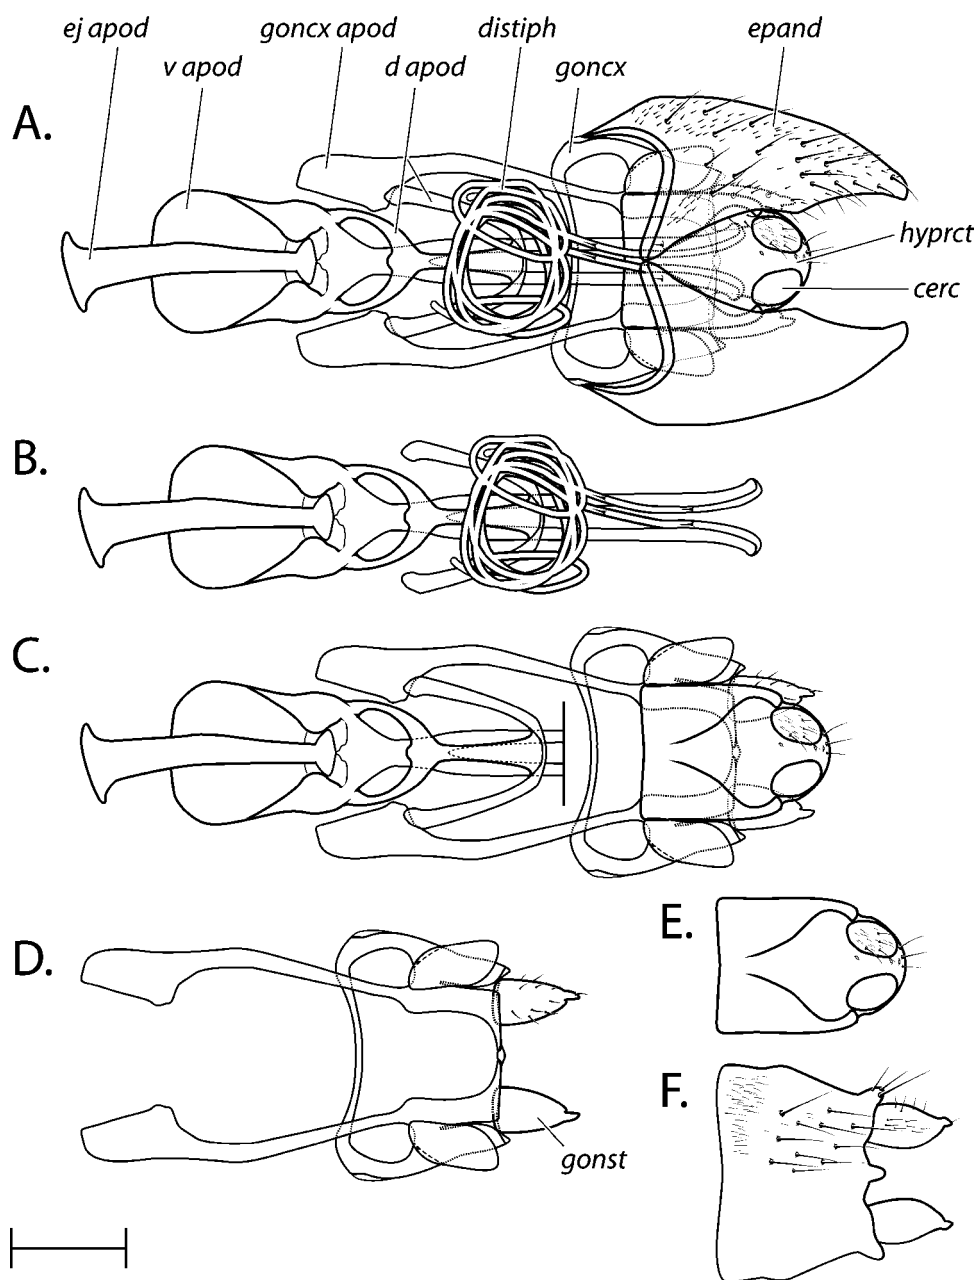 ej apod goncx apod distiph epand
v apod d apod goncx
A.
hyprct
cerc
B.
C.
E.
D.
F.
gonst